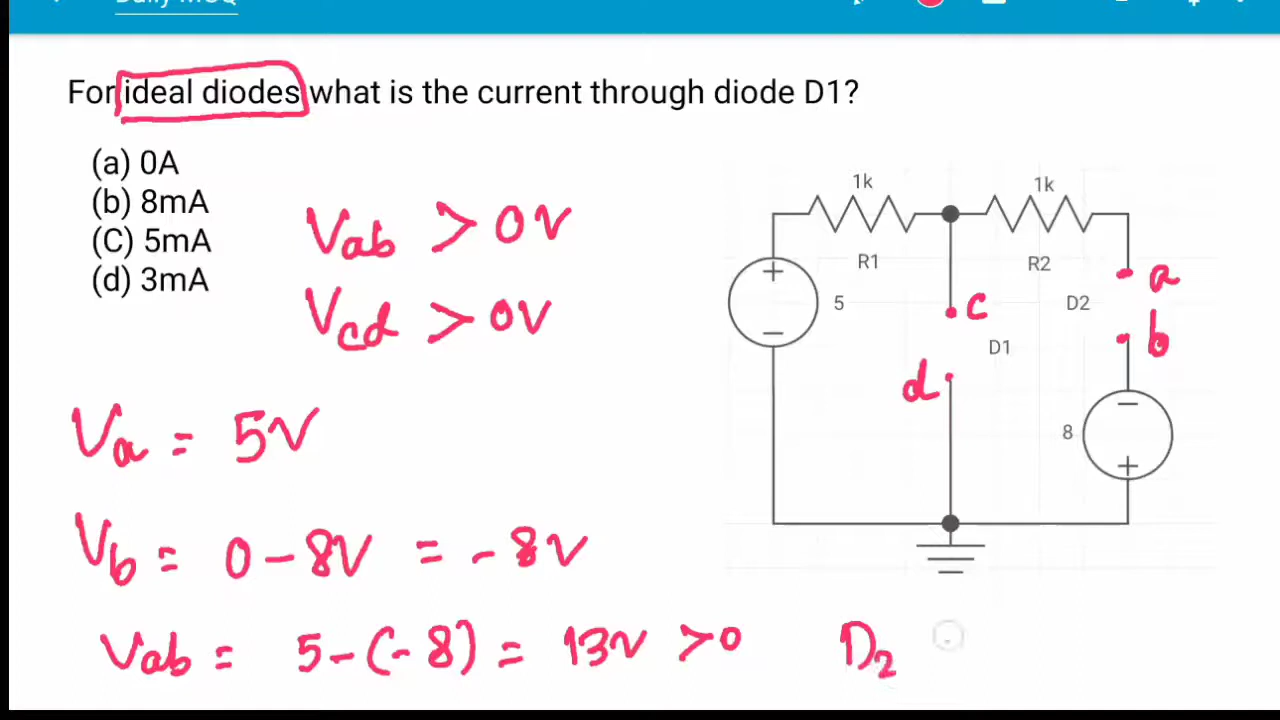 Daily MCQ
For ideal diodes what is the current through diode D1?
(a) 0A
(b) 8mA
(C) 5mA
(d) 3mA
Vab > 0V
Vcd > 0V
Va = 5V
Vb = 0 - 8V = -8V
Vab = 5 - (-8) = 13V > 0 D2
1k
R1
1k
R2
5
c
D1
d
D2
a
b
8
+
−
−
+